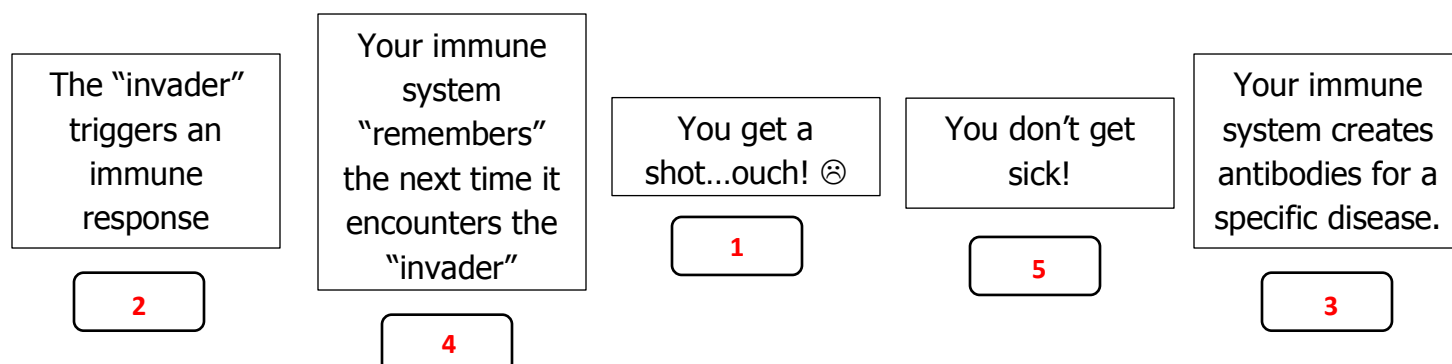 The “invader”
triggers an
immune
response
2
Your immune
system
“remembers”
the next time it
encounters the
“invader”
4
You get a
shot…ouch! ☹
1
You don’t get
sick!
5
Your immune
system creates
antibodies for a
specific disease.
3